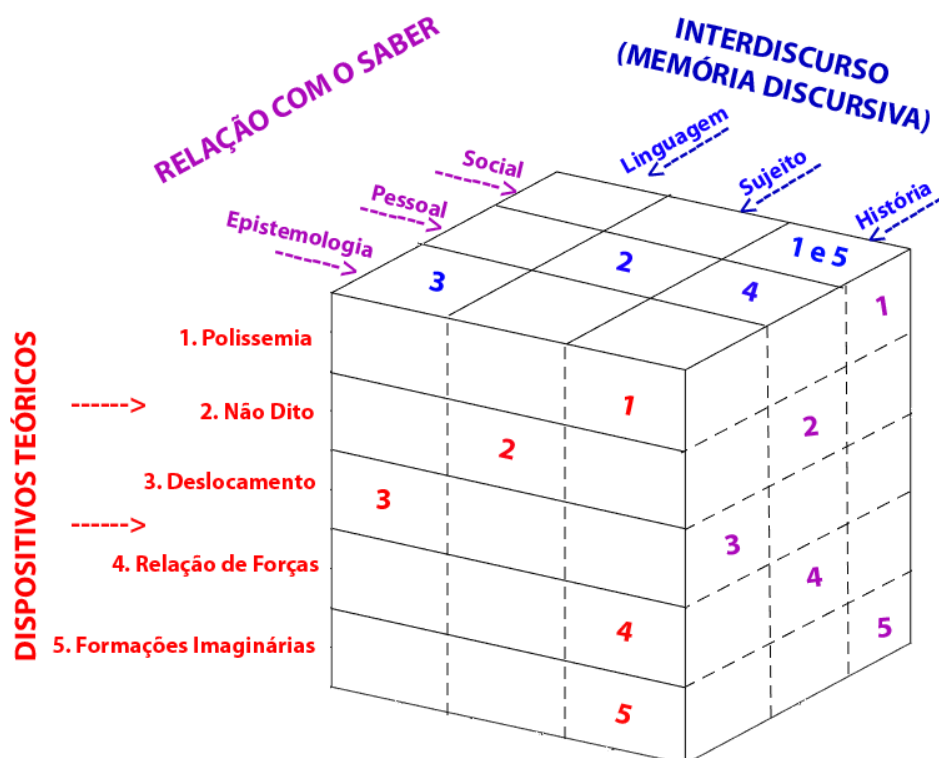 RELAÇÃO COM O SABER
INTERDISCURSO
(MEMÓRIA DISCURSIVA)
Social
Pessoal
Epistemologia
Linguagem
Sujeito
História
1 e 5
2
3
4
DISPOSITIVOS TEÓRICOS
1. Polissemia
2. Não Dito
3. Deslocamento
4. Relação de Forças
5. Formações Imaginárias
1
2
3
4
5
1
2
3
4
5